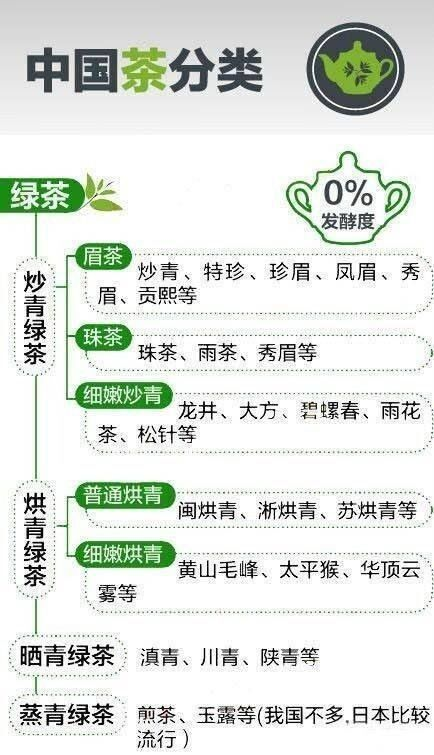 中国茶分类
绿茶
0%
发酵度
炒青绿茶
眉茶
炒青、特珍、珍眉、凤眉、秀
眉、贡熙等
珠茶
珠茶、雨茶、秀眉等
细嫩炒青
龙井、大方、碧螺春、雨花
茶、松针等
烘青绿茶
普通烘青
闽烘青、浙烘青、苏烘青等
细嫩烘青
黄山毛峰、太平猴、华顶云
雾等
晒青绿茶
滇青、川青、陕青等
蒸青绿茶
煎茶、玉露等(我国不多,日本比较
流行)